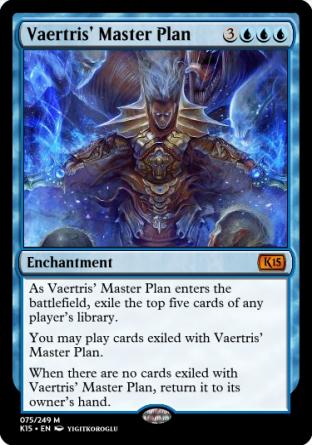 Vaertris' Master Plan 3
Enchantment K15
As Vaertris' Master Plan enters the
battlefield, exile the top five cards of any
player's library.
You may play cards exiled with Vaertris'
Master Plan.
When there are no cards exiled with
Vaertris' Master Plan, return it to its
owner's hand.
075/249 M
K15 • EN YIGITKOROGLU